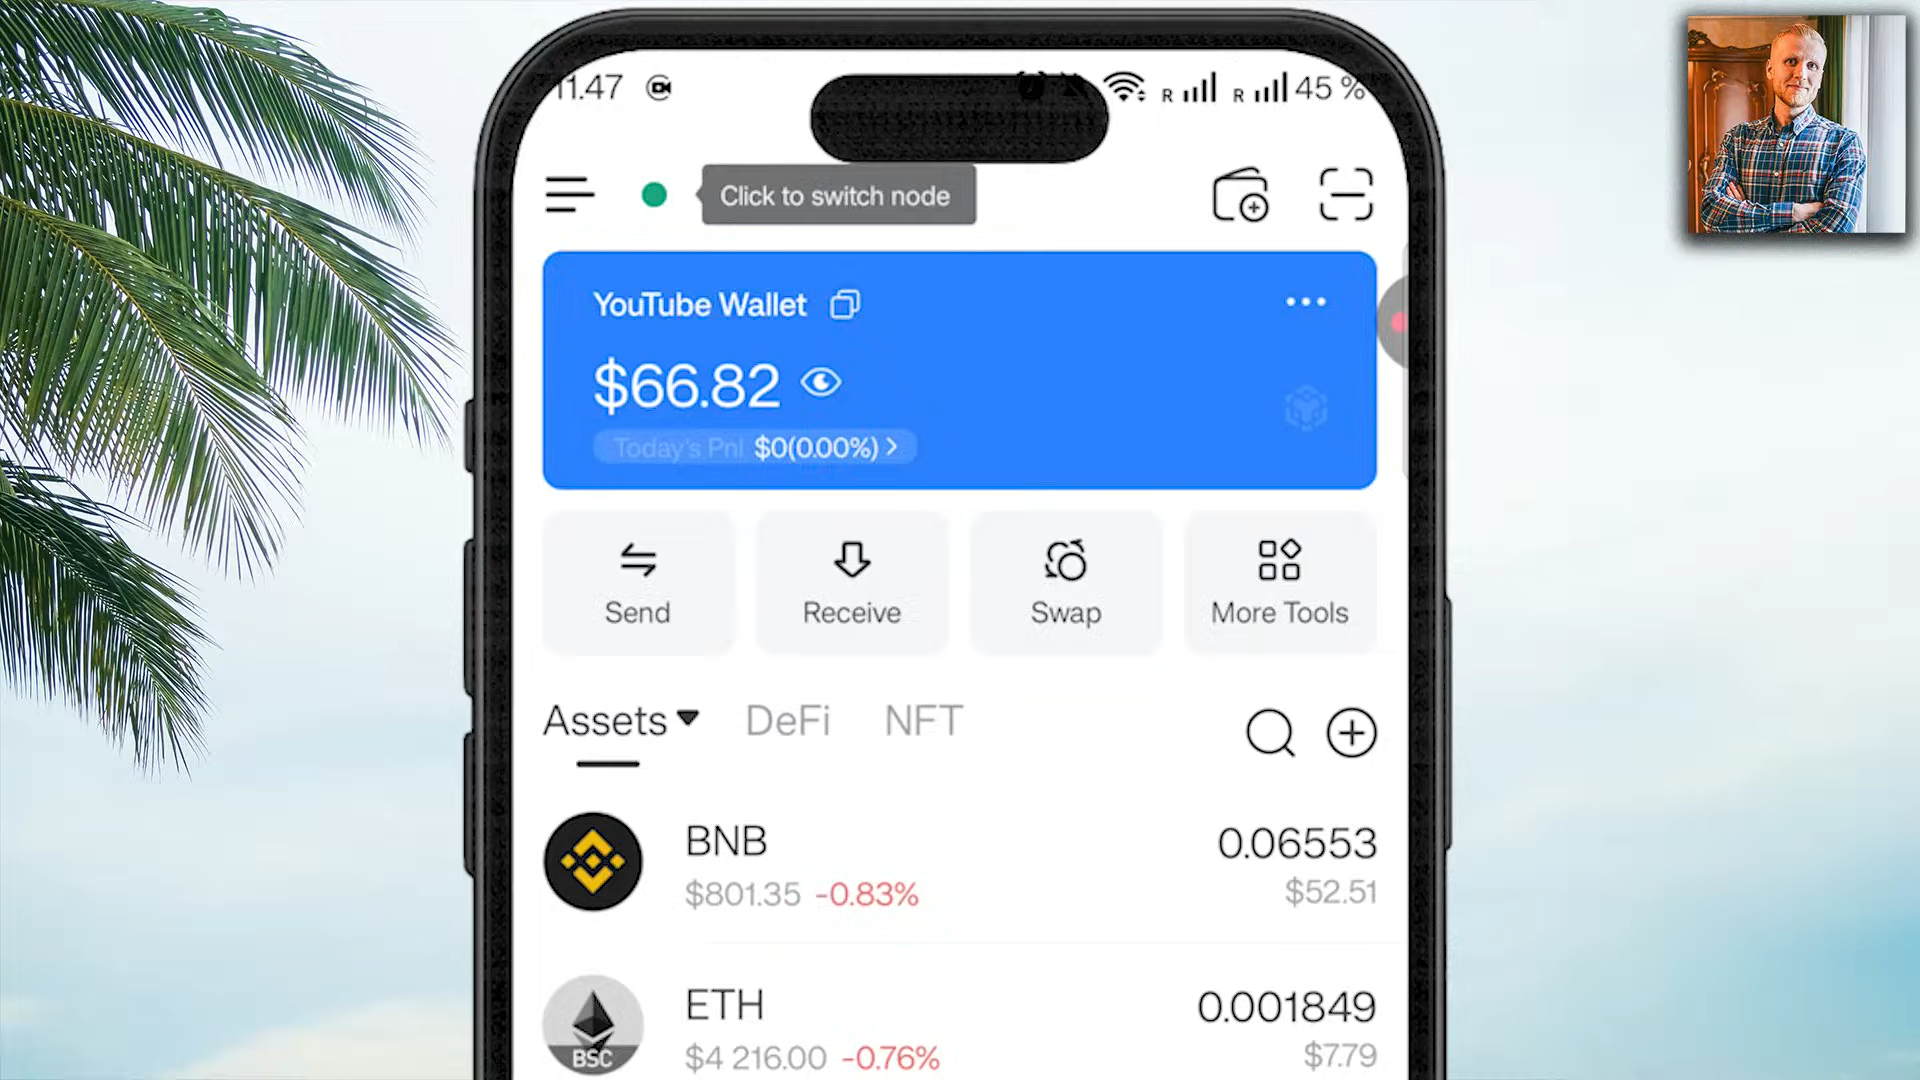 11.47 R R 45 %
Click to switch node
YouTube Wallet
$66.82
Today's Pnl $0(0.00%)
Send Receive Swap More Tools
Assets DeFi NFT
BNB 0.06553
$801.35 -0.83% $52.51
ETH 0.001849
BSC $4 216.00 -0.76% $7.79